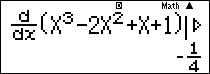 Math ▲
d/dx(X³-2X²+X+1)|▷
-1/4